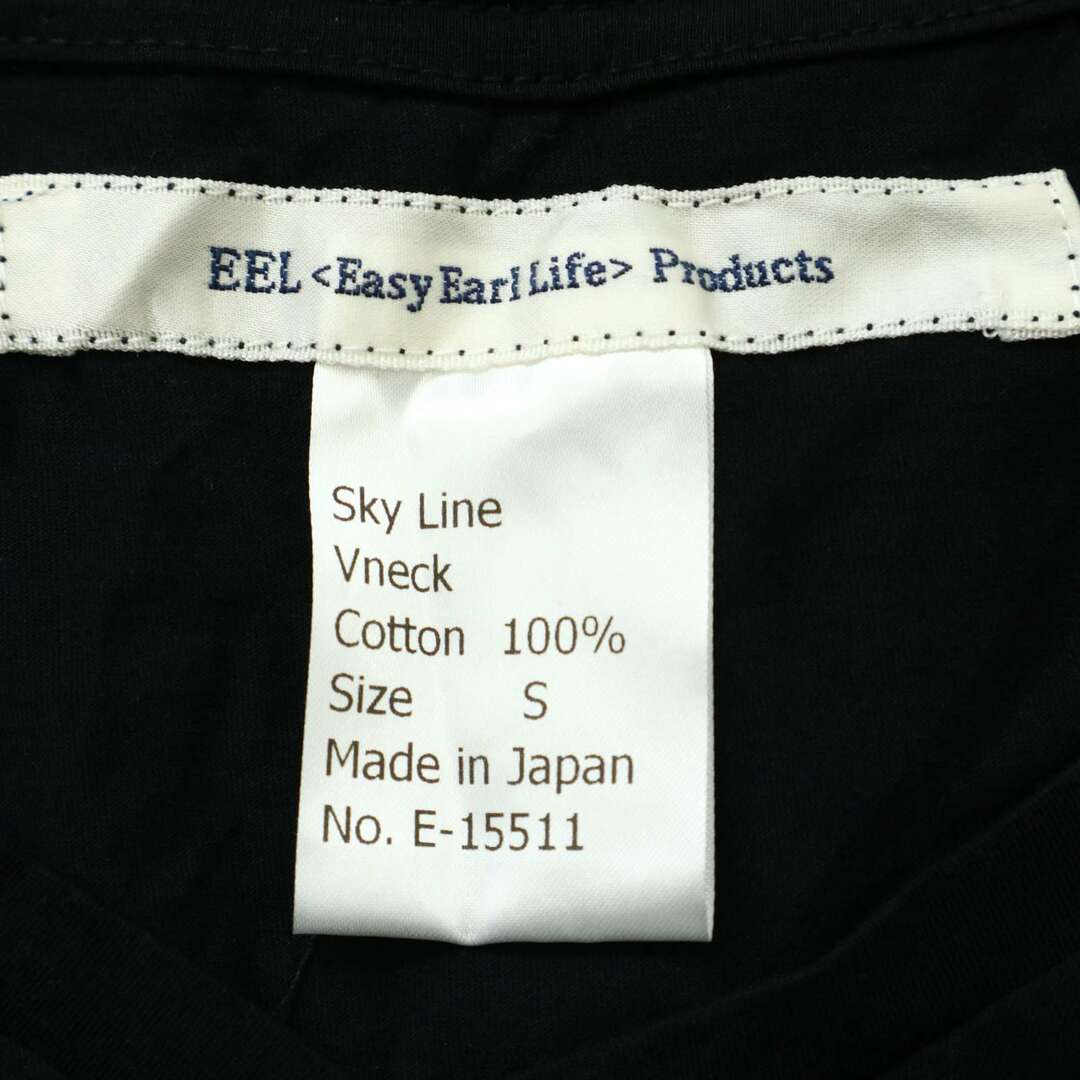 EEL <Easy Earl Life> Products
Sky Line
Vneck
Cotton 100%
Size S
Made in Japan
No. E-15511